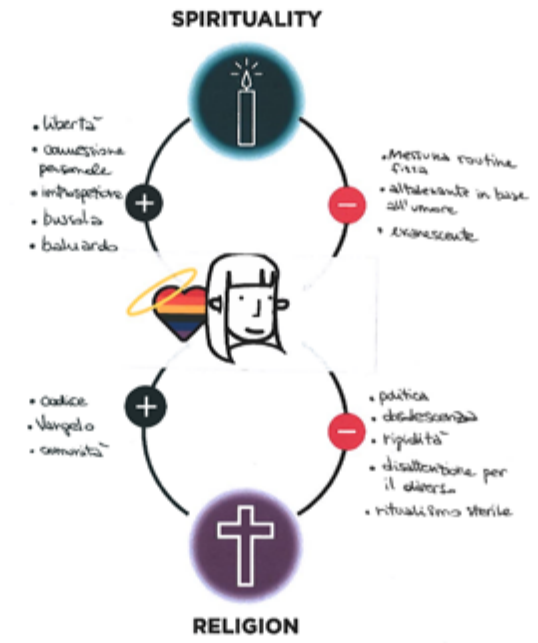 SPIRITUALITY
• libertà
• connessione
personale
• introspezione
• bussola
• baluardo
+
• nessuna routine
fissa
• altalenante in base
all'umore
• evanescente
−
• codice
• Vangelo
• comunità
+
• politica
• rigidità
• disattenzione per
il diverso
• ritualismo sterile
−
RELIGION